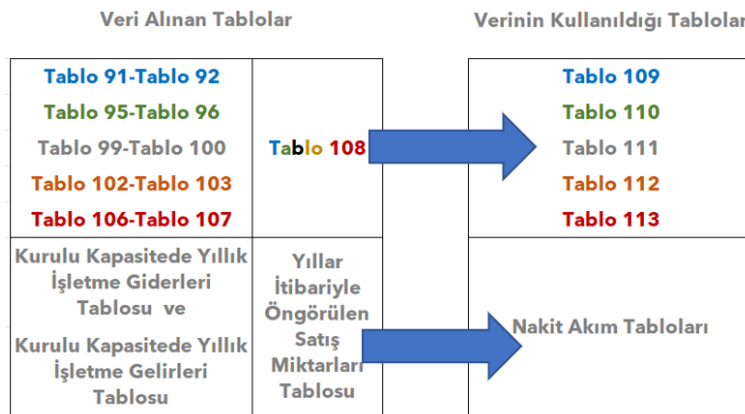 Veri Alınan Tablolar
Verinin Kullanıldığı Tablolar
Tablo 91-Tablo 92
Tablo 95-Tablo 96
Tablo 99-Tablo 100
Tablo 102-Tablo 103
Tablo 106-Tablo 107
Tablo 108
Tablo 109
Tablo 110
Tablo 111
Tablo 112
Tablo 113
Kurulu Kapasitede Yıllık
İşletme Giderleri
Tablosu ve
Kurulu Kapasitede Yıllık
İşletme Gelirleri
Tablosu
Yıllar
İtibariyle
Öngörülen
Satış
Miktarları
Tablosu
Nakit Akım Tabloları